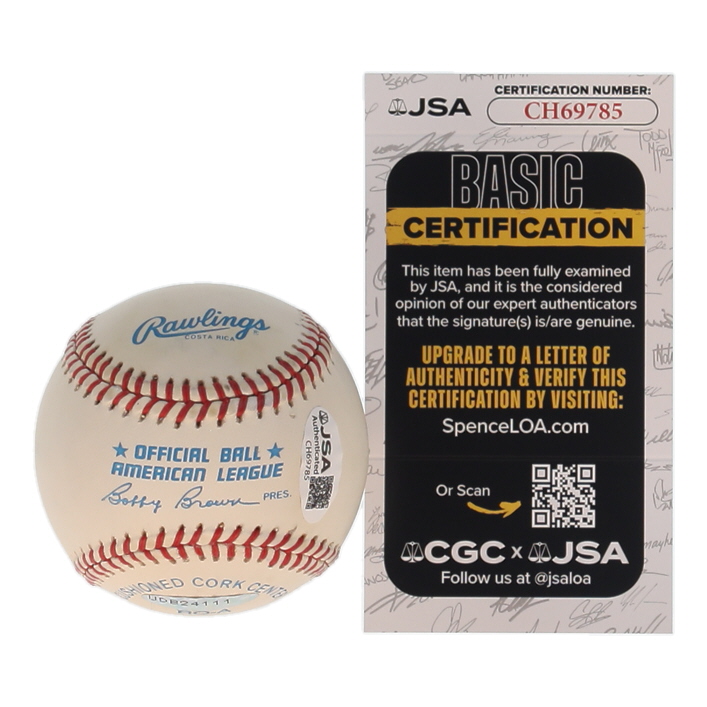 Rawlings
COSTA RICA
OFFICIAL BALL
AMERICAN LEAGUE
Bobby Brown PRES.
JSA
Authenticated
CH69785
CUSHIONED CORK CENTE
UDB24111
RO-A
JSA
CERTIFICATION NUMBER:
CH69785
BASIC
CERTIFICATION
This item has been fully examined
by JSA, and it is the considered
opinion of our expert authenticators
that the signature(s) is/are genuine.
UPGRADE TO A LETTER OF
AUTHENTICITY & VERIFY THIS
CERTIFICATION BY VISITING:
SpenceLOA.com
Or Scan
CGC x JSA
Follow us at @jsaloa